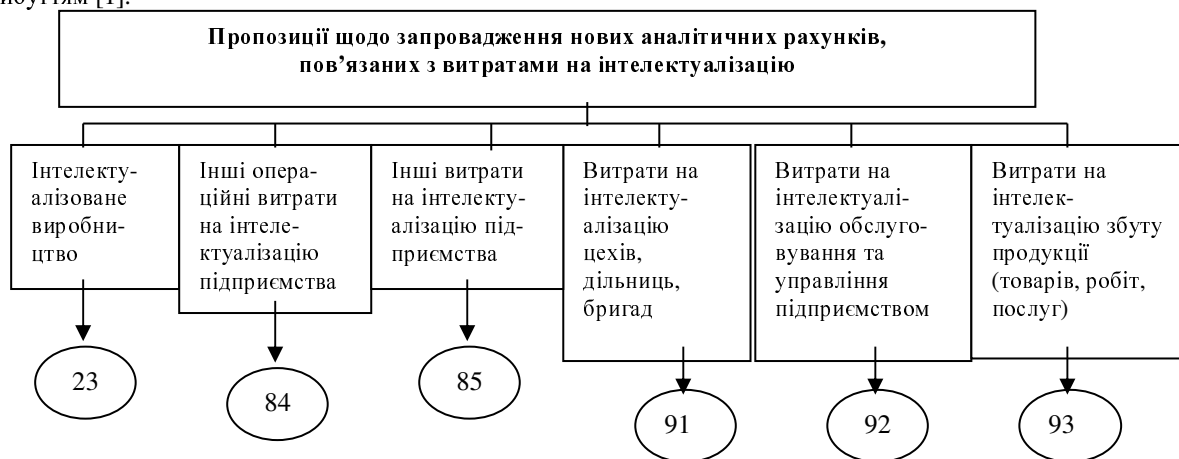 [1].
Пропозиції щодо запровадження нових аналітичних рахунків,
пов’язаних з витратами на інтелектуалізацію
Інтелекту-
алізоване
виробни-
цтво
Інші опера-
ційні витрати
на інтеле-
ктуалізацію
підприємства
Інші витрати
на інтелекту-
алізацію під-
приємства
Витрати на
інтелекту-
алізацію
цехів,
дільниць,
бригад
Витрати на
інтелектуалі-
зацію обслуго-
вування та
управління
підприємством
Витрати на
інтелек-
туалізацію збуту
продукції
(товарів, робіт,
послуг)
23
84
85
91
92
93